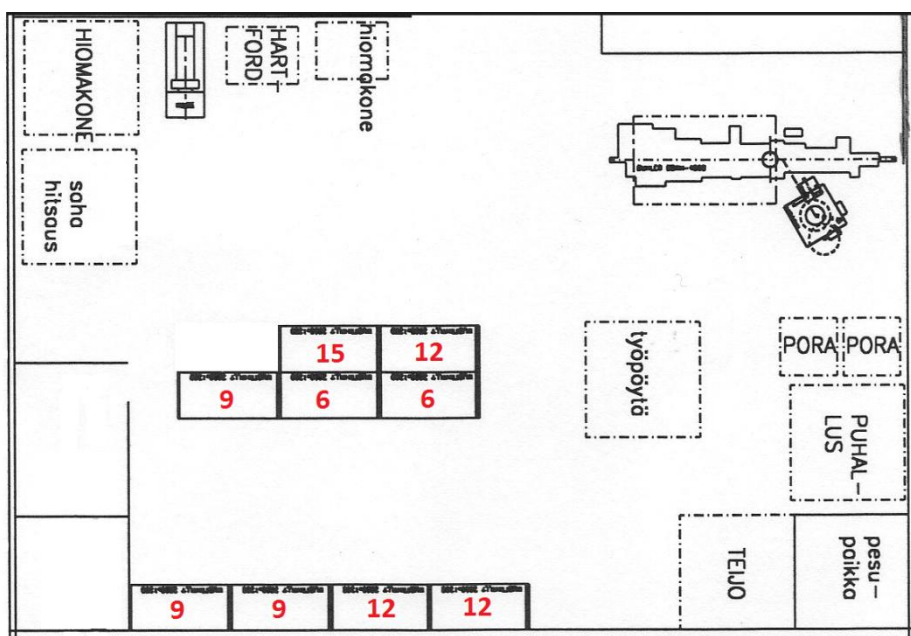 HIOMAKONE
HART-
FORD
hiomakone
saha
hitsaus
15
12
9
6
6
työpöytä
PORA
PORA
PUHAL-
LUS
TEIJO
pesu-
paikka
9
9
12
12